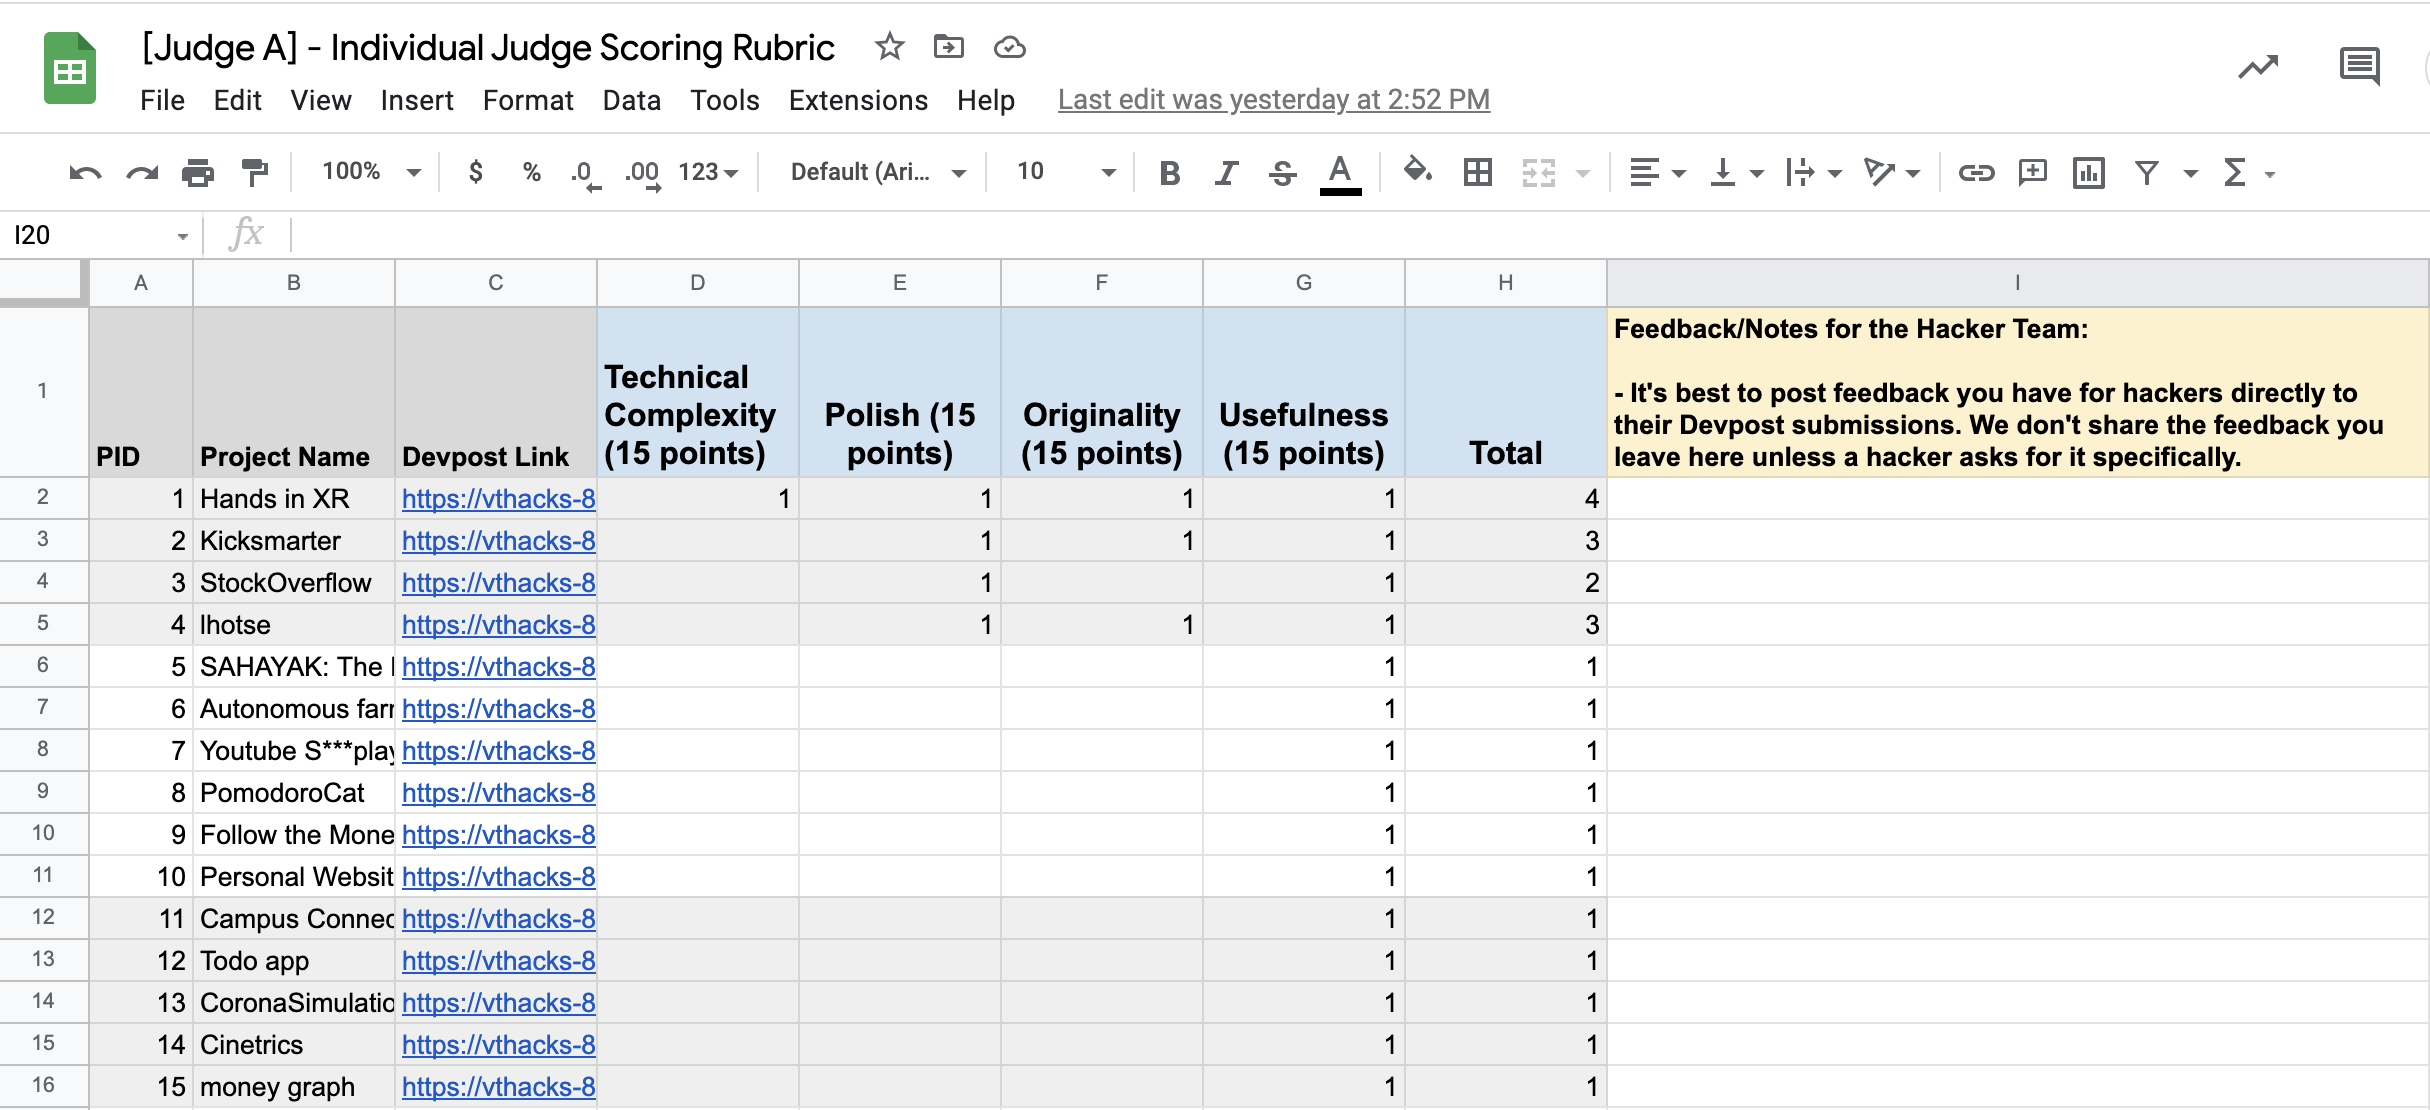 [Judge A] - Individual Judge Scoring Rubric
File Edit View Insert Format Data Tools Extensions Help Last edit was yesterday at 2:52 PM
100% $ % .0 .00 123 Default (Ari... 10 B I S A Σ
I20 fx
A B C D E F G H I
1 PID Project Name Devpost Link Technical Complexity (15 points) Polish (15 points) Originality (15 points) Usefulness (15 points) Total
Feedback/Notes for the Hacker Team:
- It's best to post feedback you have for hackers directly to
their Devpost submissions. We don't share the feedback you
leave here unless a hacker asks for it specifically.
2 1 Hands in XR https://vthacks-8 1 1 1 1 4
3 2 Kicksmarter https://vthacks-8 1 1 1 3
4 3 StockOverflow https://vthacks-8 1 1 2
5 4 lhotse https://vthacks-8 1 1 1 3
6 5 SAHAYAK: The https://vthacks-8 1 1
7 6 Autonomous farm https://vthacks-8 1 1
8 7 Youtube S***play https://vthacks-8 1 1
9 8 PomodoroCat https://vthacks-8 1 1
10 9 Follow the Mone https://vthacks-8 1 1
11 10 Personal Websit https://vthacks-8 1 1
12 11 Campus Connec https://vthacks-8 1 1
13 12 Todo app https://vthacks-8 1 1
14 13 CoronaSimulatio https://vthacks-8 1 1
15 14 Cinetrics https://vthacks-8 1 1
16 15 money graph https://vthacks-8 1 1